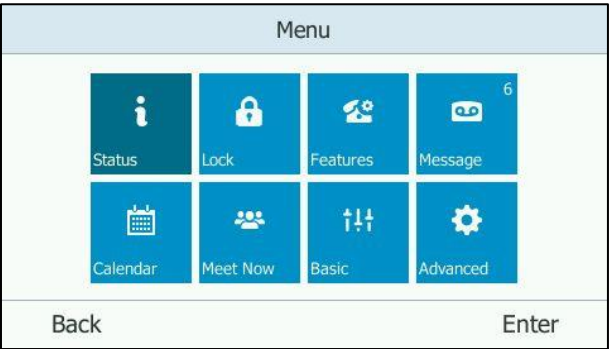 Menu
6
Status Lock Features Message
Calendar Meet Now Basic Advanced
Back Enter